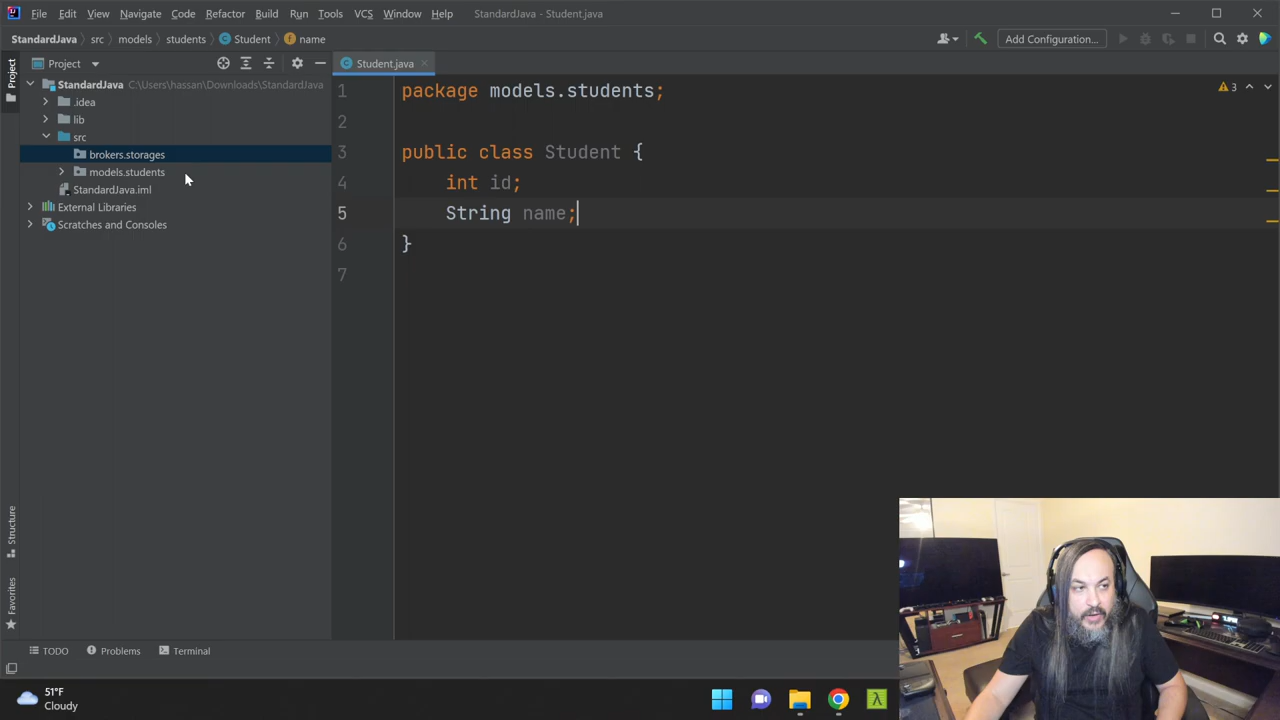 File Edit View Navigate Code Refactor Build Run Tools VCS Window Help StandardJava - Student.java
StandardJava src models students Student name Add Configuration...
Project
Project
Student.java
StandardJava C:\Users\hassan\Downloads\StandardJava
.idea
lib
src
brokers.storages
models.students
StandardJava.iml
External Libraries
Scratches and Consoles
1 package models.students;
2
3 public class Student {
4 int id;
5 String name;
6 }
7
3
Structure
Favorites
TODO Problems Terminal
51°F
Cloudy